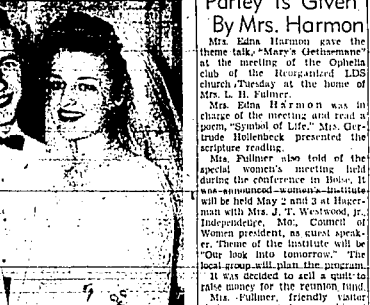 Parley Is Given
By Mrs. Harmon
Mrs. Edna Harmon gave the
theme talk, "Mary's Gethsemane"
at the meeting of the Ophelia
club of the Reorganized LDS
church Tuesday at the home of
Mrs. L. H. Fulmer.
Mrs. Edna Harmon was in
charge of the meeting and read a
poem, "Symbol of Life." Mrs. Ger-
trude Hollenbeck presented the
scripture reading.
Mrs. Fullmer also told of the
special women's meeting held
during the conference in Boise. It
was announced women's institute
will be held May 2 and 3 at Hager-
man with Mrs. J. T. Westwood, jr.,
Independence, Mo., Council of
Women president, as guest speak-
er. Theme of the institute will be
"Our look into tomorrow." The
local group will plan the program.
It was decided to sell a quilt to
raise money for the reunion fund.
Mrs. Fullmer, friendly visitor